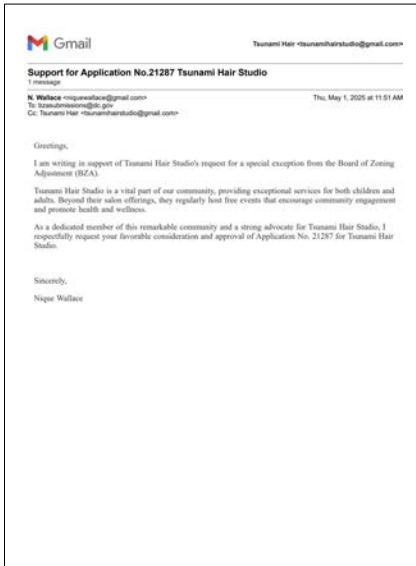 Gmail
Tsunami Hair <tsunamihairstudio@gmail.com>
Support for Application No.21287 Tsunami Hair Studio
1 message
N. Wallace <niquewallace@gmail.com>
Thu, May 1, 2025 at 11:51 AM
To: bzasubmissions@dc.gov
Cc: Tsunami Hair <tsunamihairstudio@gmail.com>
Greetings,
I am writing in support of Tsunami Hair Studio's request for a special exception from the Board of Zoning
Adjustment (BZA).
Tsunami Hair Studio is a vital part of our community, providing exceptional services for both children and
adults. Beyond their salon offerings, they regularly host free events that encourage community engagement
and promote health and wellness.
As a dedicated member of this remarkable community and a strong advocate for Tsunami Hair Studio, I
respectfully request your favorable consideration and approval of Application No. 21287 for Tsunami Hair
Studio.
Sincerely,
Nique Wallace